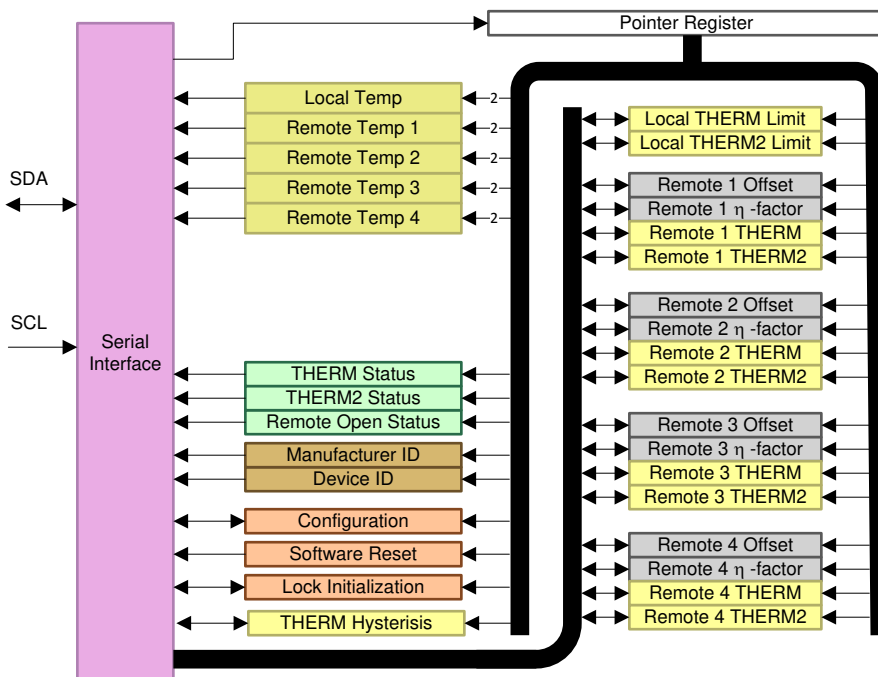 Pointer Register
Local Temp
2
Remote Temp 1
2
Remote Temp 2
2
Remote Temp 3
2
Remote Temp 4
2
SDA
SCL
Serial
Interface
THERM Status
THERM2 Status
Remote Open Status
Manufacturer ID
Device ID
Configuration
Software Reset
Lock Initialization
THERM Hysterisis
Local THERM Limit
Local THERM2 Limit
Remote 1 Offset
Remote 1 η -factor
Remote 1 THERM
Remote 1 THERM2
Remote 2 Offset
Remote 2 η -factor
Remote 2 THERM
Remote 2 THERM2
Remote 3 Offset
Remote 3 η -factor
Remote 3 THERM
Remote 3 THERM2
Remote 4 Offset
Remote 4 η -factor
Remote 4 THERM
Remote 4 THERM2